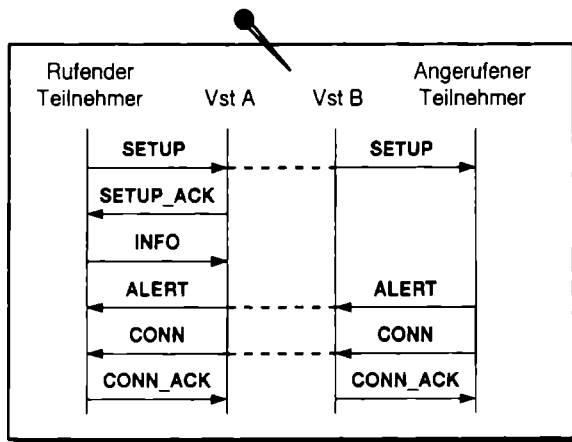 Rufender
Teilnehmer
Vst A
Vst B
Angerufener
Teilnehmer
SETUP
SETUP
SETUP_ACK
INFO
ALERT
ALERT
CONN
CONN
CONN_ACK
CONN_ACK